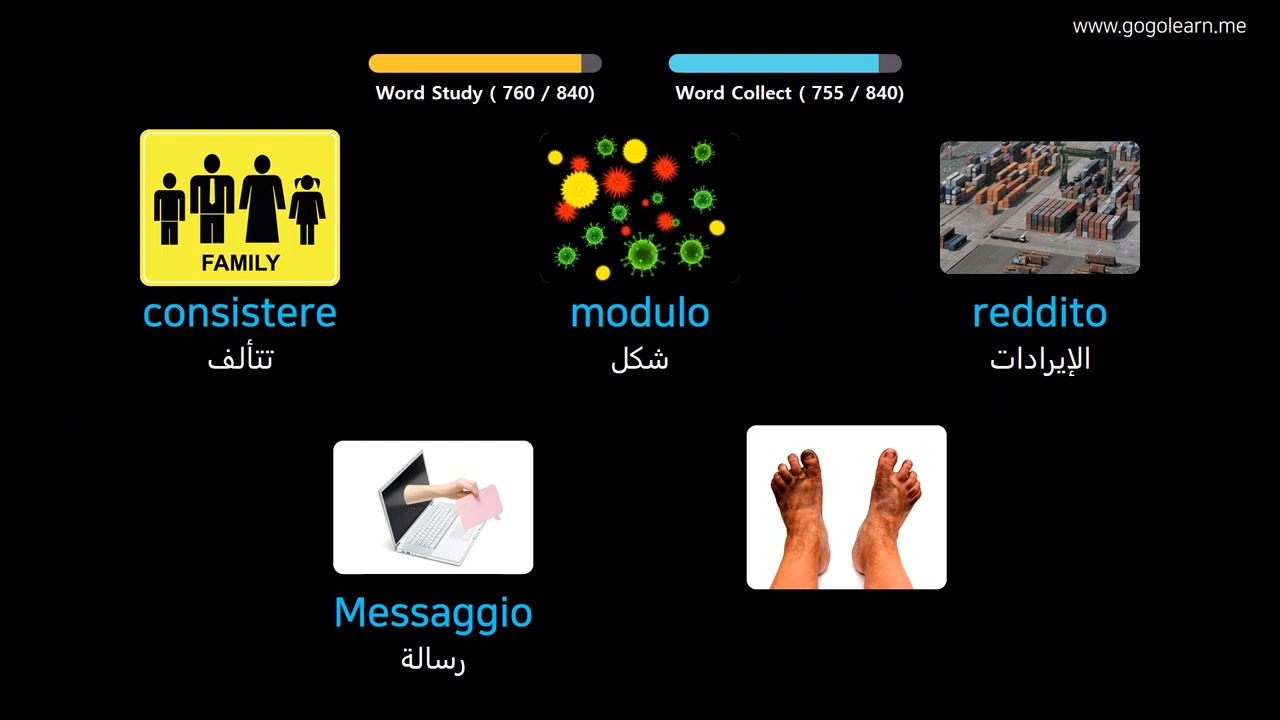 www.gogolearn.me
Word Study ( 760 / 840)
Word Collect ( 755 / 840)
FAMILY
consistere
تتألف
modulo
شكل
reddito
الإيرادات
Messaggio
رسالة